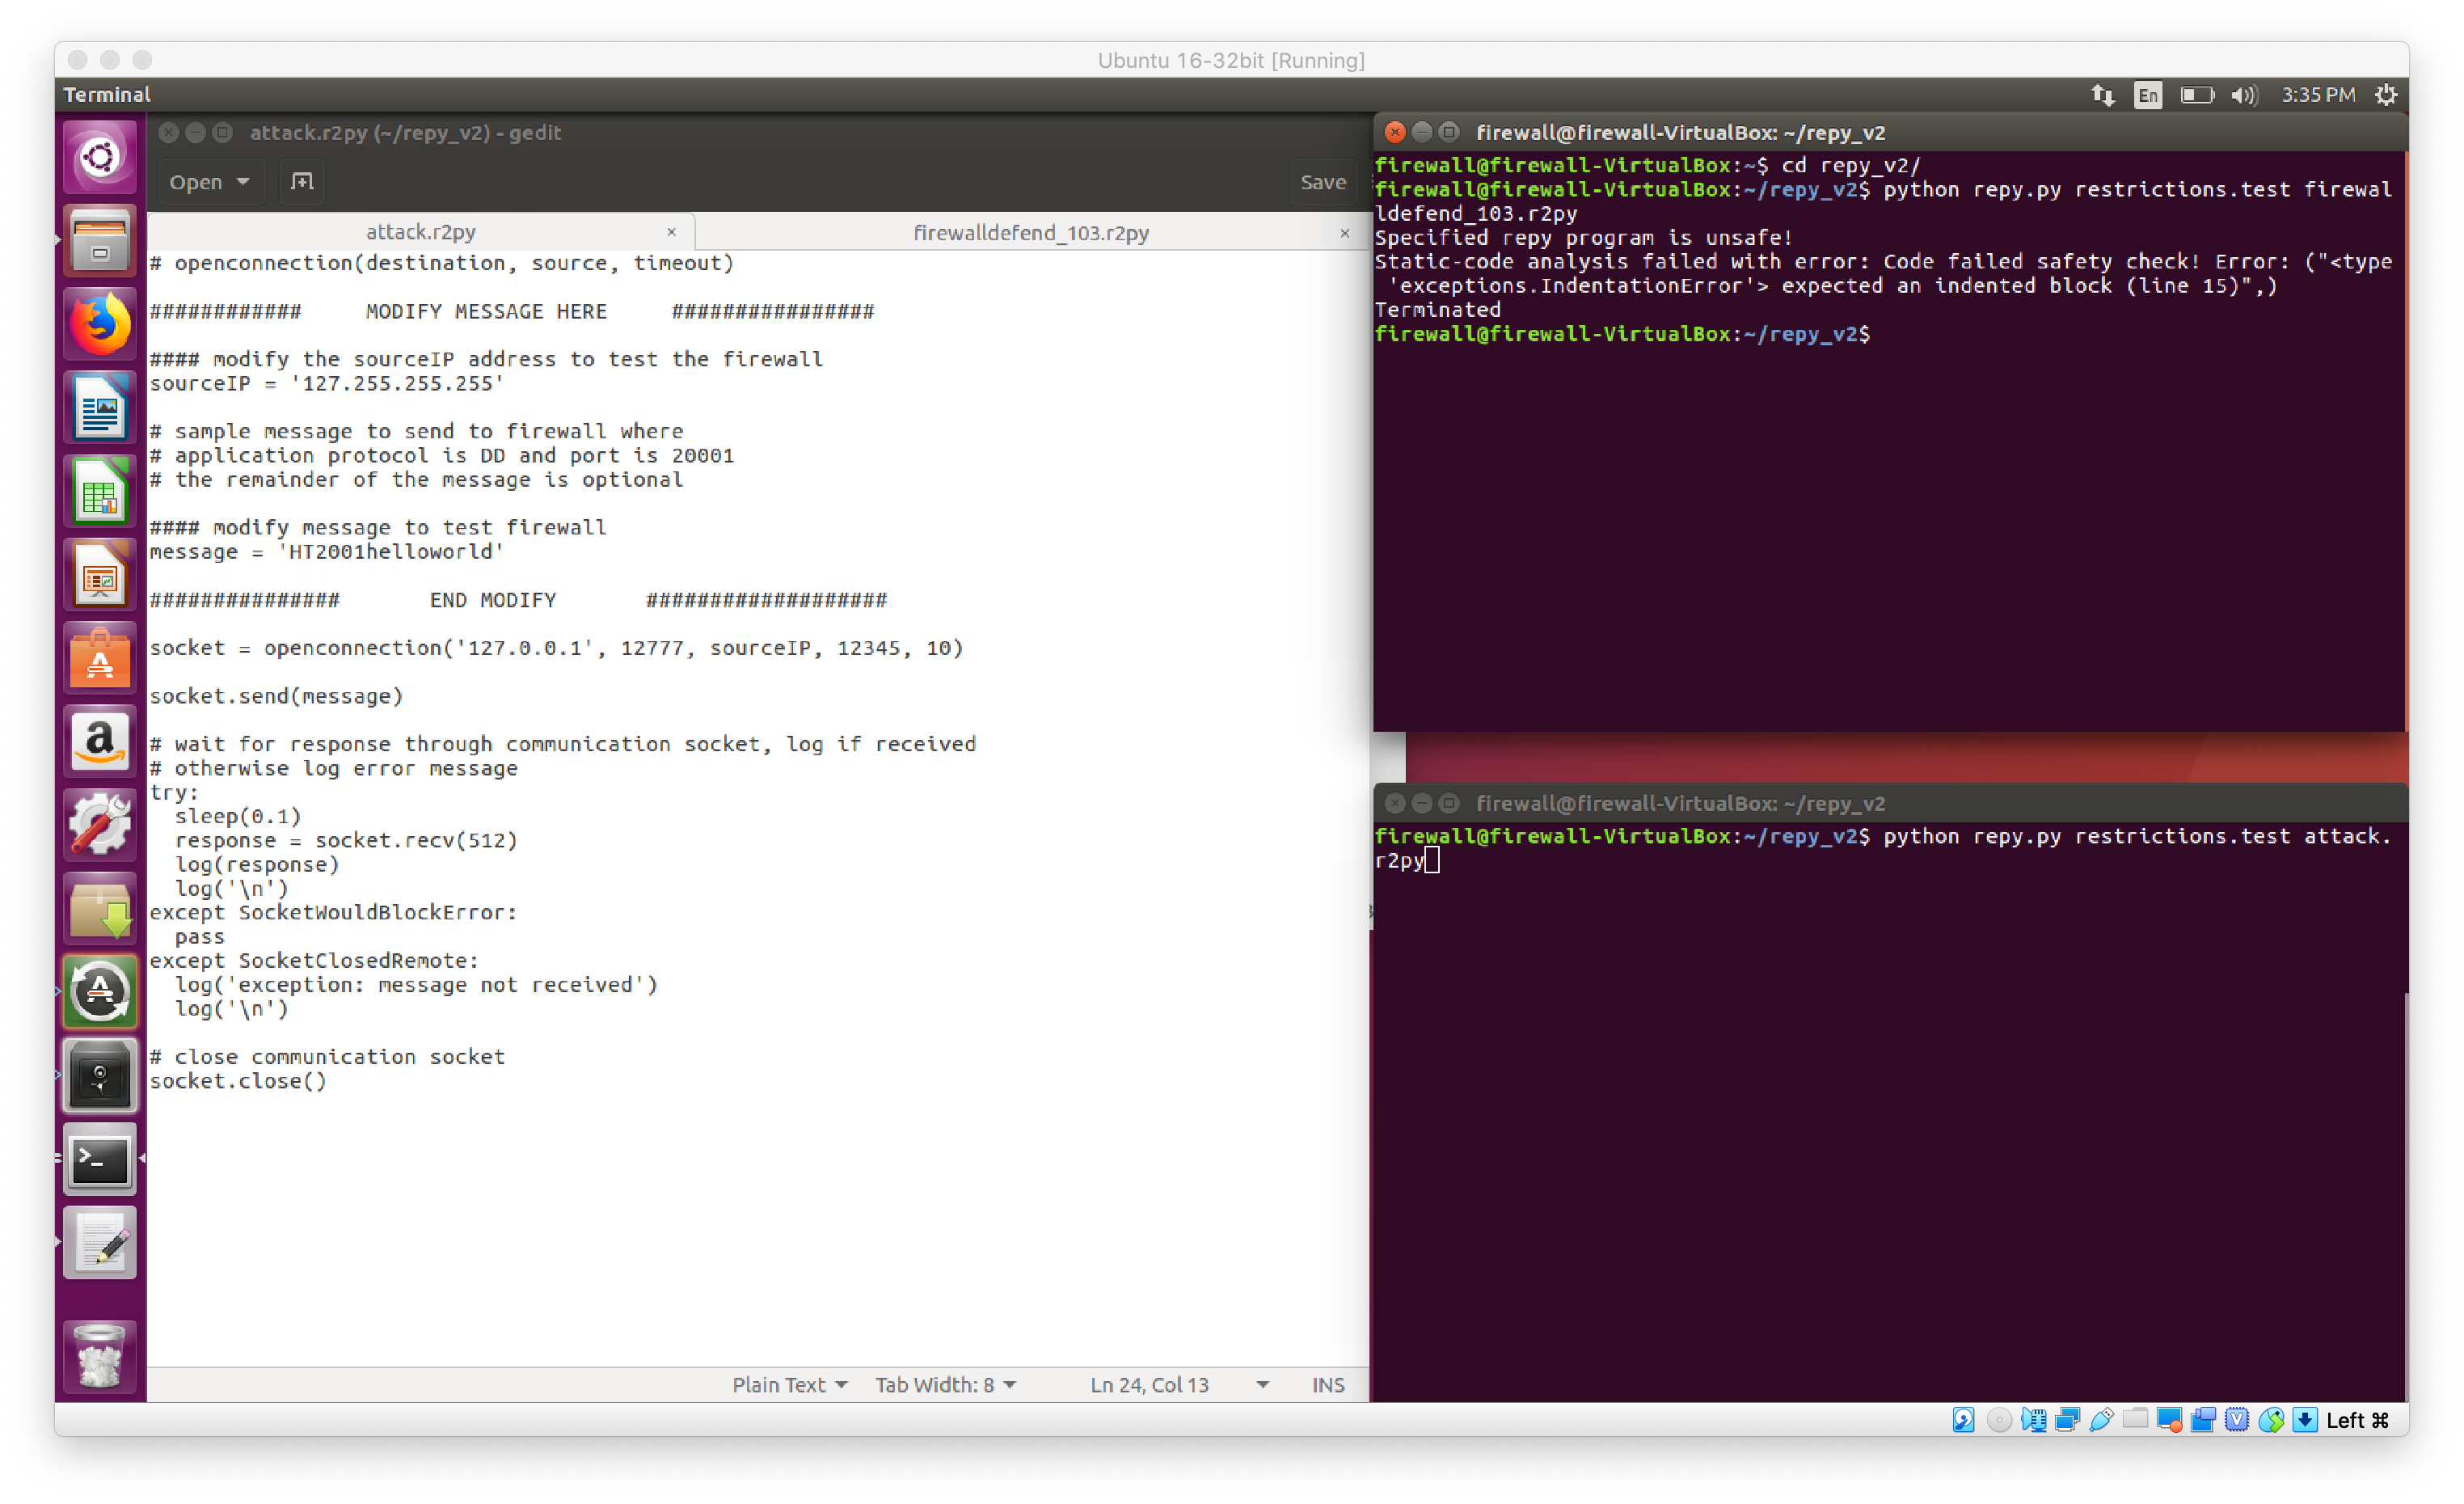 Ubuntu 16-32bit [Running]
Terminal
En
3:35 PM
attack.r2py (~/repy_v2) - gedit
Open
Save
attack.r2py ×
firewalldefend_103.r2py ×
# openconnection(destination, source, timeout)
############     MODIFY MESSAGE HERE     ################
#### modify the sourceIP address to test the firewall
sourceIP = '127.255.255.255'
# sample message to send to firewall where
# application protocol is DD and port is 20001
# the remainder of the message is optional
#### modify message to test firewall
message = 'HT2001helloworld'
###############       END MODIFY       ###################
socket = openconnection('127.0.0.1', 12777, sourceIP, 12345, 10)
socket.send(message)
# wait for response through communication socket, log if received
# otherwise log error message
try:
  sleep(0.1)
  response = socket.recv(512)
  log(response)
  log('\n')
except SocketWouldBlockError:
  pass
except SocketClosedRemote:
  log('exception: message not received')
  log('\n')
# close communication socket
socket.close()
Plain Text
Tab Width: 8
Ln 24, Col 13
INS
firewall@firewall-VirtualBox: ~/repy_v2
firewall@firewall-VirtualBox:~$ cd repy_v2/
firewall@firewall-VirtualBox:~/repy_v2$ python repy.py restrictions.test firewal
ldefend_103.r2py
Specified repy program is unsafe!
Static-code analysis failed with error: Code failed safety check! Error: ("<type
 'exceptions.IndentationError'> expected an indented block (line 15)",)
Terminated
firewall@firewall-VirtualBox:~/repy_v2$
firewall@firewall-VirtualBox: ~/repy_v2
firewall@firewall-VirtualBox:~/repy_v2$ python repy.py restrictions.test attack.
r2py
Left ⌘